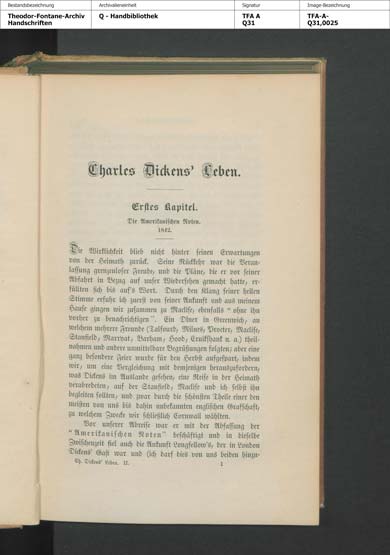 Bestandsbezeichnung
Archivalieneinheit
Signatur
Image-Bezeichnung
Theodor-Fontane-Archiv
Handschriften
Q - Handbibliothek
TFA A
Q31
TFA-A-
Q31,0025
Charles Dickens' Leben.
Erstes Kapitel.
Die Amerikanischen Noten.
1842.
Die Wirklichkeit blieb nicht hinter seinen Erwartungen
von der Heimath zurück. Seine Rückkehr war die Veran-
lassung grenzenloser Freude, und die Pläne, die er vor seiner
Abfahrt in Bezug auf unser Wiedersehen gemacht hatte, er-
füllten sich bis auf's Wort. Durch den Klang seiner hellen
Stimme erfuhr ich zuerst von seiner Ankunft und aus meinem
Hause gingen wir zusammen zu Maclise, ebenfalls "ohne ihn
vorher zu benachrichtigen". Ein Diner in Greenwich, an
welchem mehrere Freunde (Talfourd, Milnes, Procter, Maclise,
Stanfield, Marryat, Barham, Hood, Cruikshank u. a.) theil-
nahmen und andere unmittelbare Begrüßungen folgten; aber eine
ganz besondere Feier wurde für den Herbst aufgespart, indem
wir, um eine Vergleichung mit demjenigen herauszufordern,
was Dickens im Auslande gesehen, eine Reise in der Heimath
verabredeten, auf der Stanfield, Maclise und ich selbst ihn
begleiten sollten; und zwar durch die schönsten Theile einer den
meisten von uns bis dahin unbekannten englischen Grafschaft,
zu welchem Zwecke wir schließlich Cornwall wählten.
Vor unserer Abreise war er mit der Abfassung der
"Amerikanischen Noten" beschäftigt und in dieselbe
Zwischenzeit fiel auch die Ankunft Longfellow's, der in London
Dickens' Gast war und sich darf dies von uns beiden hinzu-
Ch. Dickens' Leben. II.
1